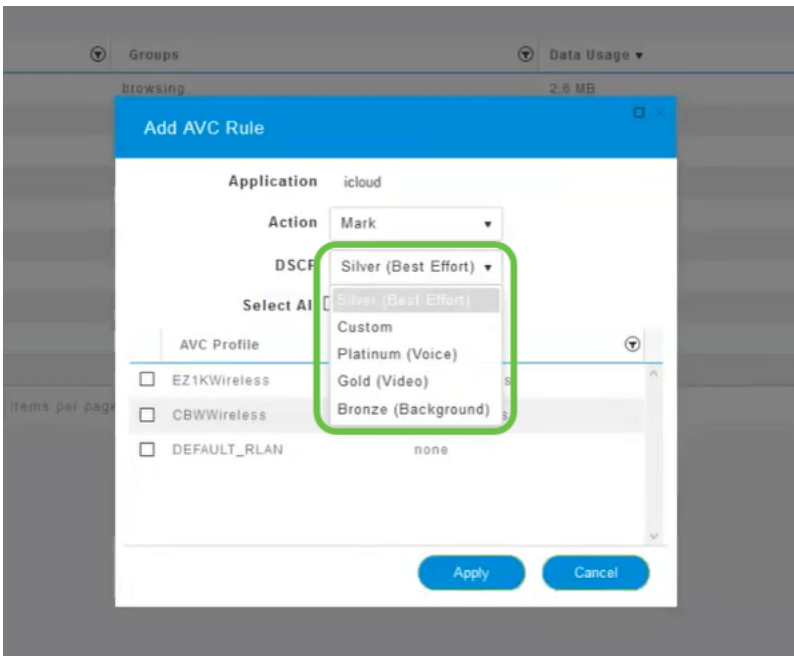 Groups
Data Usage
browsing
2.6 MB
Add AVC Rule
Application icloud
Action Mark
DSCP Silver (Best Effort)
Select Al
Silver (Best Effort)
Custom
AVC Profile
Platinum (Voice)
EZ1KWireless Gold (Video) s
items per page
CBWWireless Bronze (Background) s
DEFAULT_RLAN none
Apply Cancel